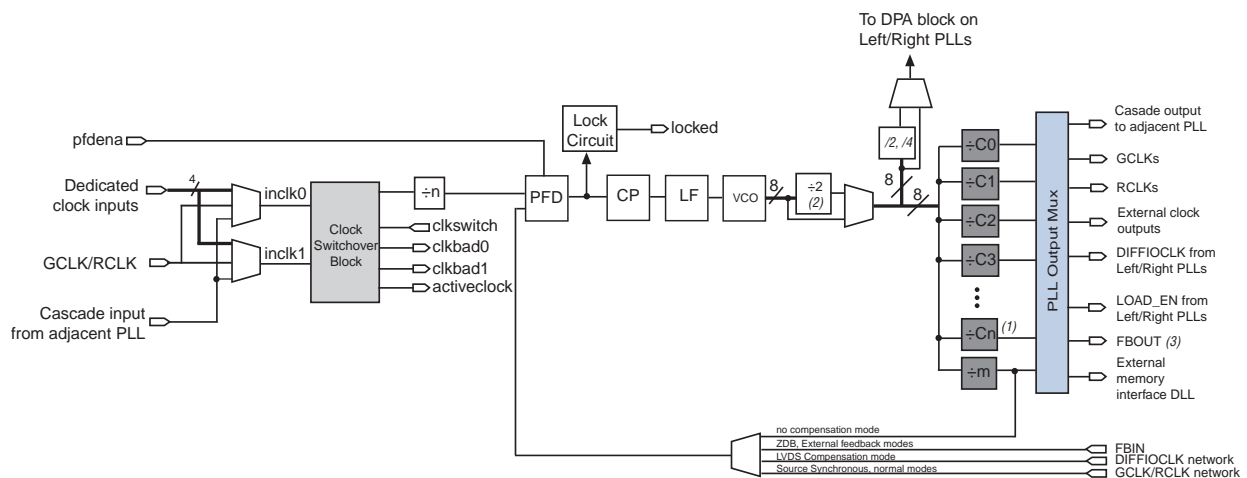 To DPA block on
Left/Right PLLs
Casade output
to adjacent PLL
GCLKs
RCLKs
External clock
outputs
DIFFIOCLK from
Left/Right PLLs
LOAD_EN from
Left/Right PLLs
FBOUT (3)
External
memory
interface DLL
PLL Output Mux
pfdena
Lock
Circuit
locked
/2, /4
÷C0
÷C1
÷C2
÷C3
÷Cn
(1)
÷m
4
Dedicated
clock inputs
inclk0
÷n
PFD
CP
LF
VCO
8
÷2
(2)
8
8
Clock
Switchover
Block
clkswitch
clkbad0
clkbad1
activeclock
GCLK/RCLK
inclk1
Cascade input
from adjacent PLL
no compensation mode
ZDB, External feedback modes
LVDS Compensation mode
Source Synchronous, normal modes
FBIN
DIFFIOCLK network
GCLK/RCLK network